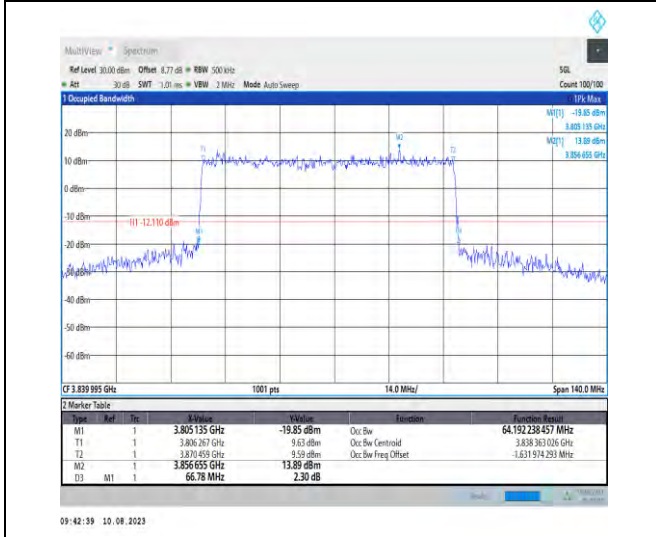 MultiView Spectrum
Ref Level 30.00 dBm Offset 8.77 dB RBW 500 kHz SGL
Att 30 dB SWT 1.01 ms VBW 2 MHz Mode Auto Sweep Count 100/100
1 Occupied Bandwidth 1Pk Max
M1[1] -19.85 dBm
3.805 135 GHz
M2[1] 13.89 dBm
3.856 655 GHz
20 dBm
M2
T1
T2
10 dBm
0 dBm
-10 dBm
H1 -12.110 dBm
M1
-20 dBm
-30 dBm
-40 dBm
-50 dBm
-60 dBm
CF 3.839 995 GHz 1001 pts 14.0 MHz/ Span 140.0 MHz
2 Marker Table
Type Ref Trc X-Value Y-Value Function Function Result
M1 1 3.805 135 GHz -19.85 dBm Occ Bw 64.192 238 457 MHz
T1 1 3.806 267 GHz 9.63 dBm Occ Bw Centroid 3.838 363 026 GHz
T2 1 3.870 459 GHz 9.59 dBm Occ Bw Freq Offset -1.631 974 293 MHz
M2 1 3.856 655 GHz 13.89 dBm
D3 M1 1 66.78 MHz 2.30 dB
09:42:39 10.08.2023